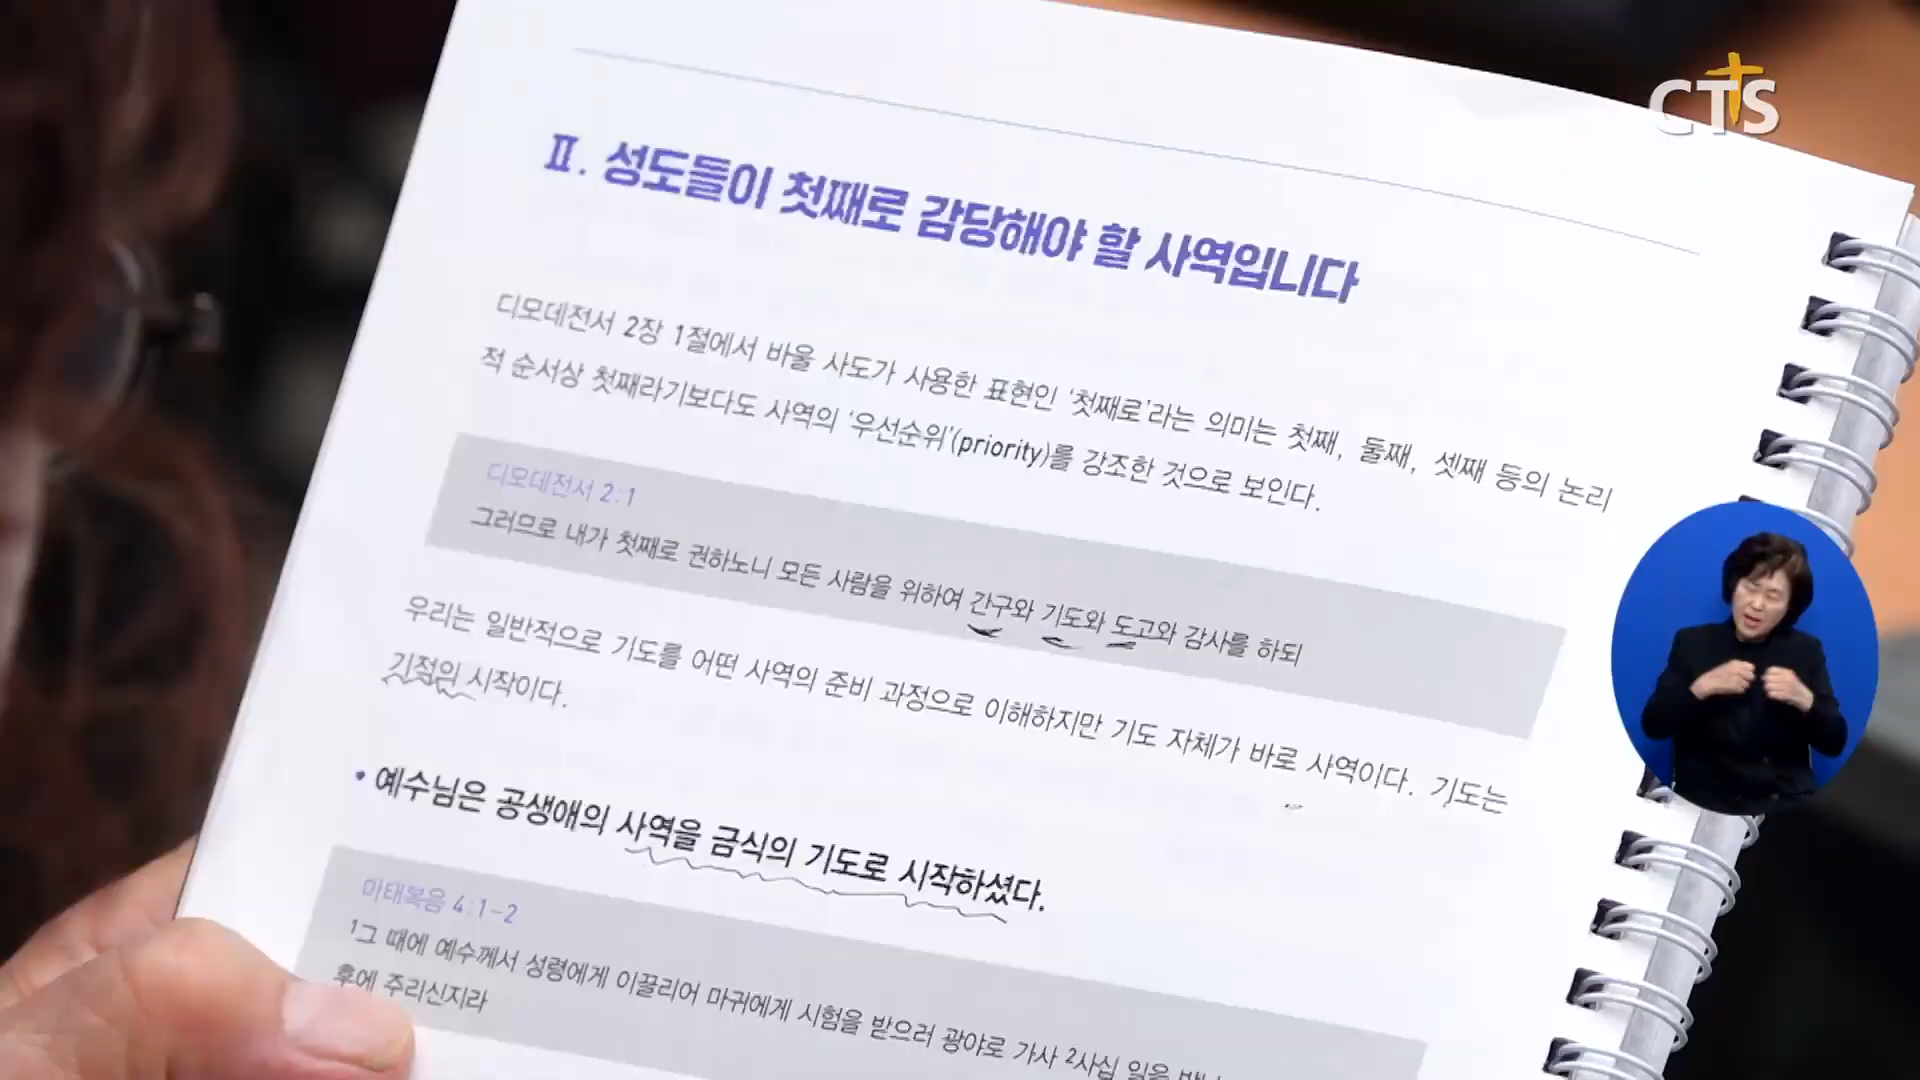 CTS
Ⅱ. 성도들이 첫째로 감당해야 할 사역입니다
디모데전서 2장 1절에서 바울 사도가 사용한 표현인 ‘첫째로’라는 의미는 첫째, 둘째, 셋째 등의 논리
적 순서상 첫째라기보다도 사역의 ‘우선순위’(priority)를 강조한 것으로 보인다.
디모데전서 2:1
그러므로 내가 첫째로 권하노니 모든 사람을 위하여 간구와 기도와 도고와 감사를 하되
우리는 일반적으로 기도를 어떤 사역의 준비 과정으로 이해하지만 기도 자체가 바로 사역이다. 기도는
기적의 시작이다.
• 예수님은 공생애의 사역을 금식의 기도로 시작하셨다.
마태복음 4:1-2
¹그 때에 예수께서 성령에게 이끌리어 마귀에게 시험을 받으러 광야로 가사 ²사십 일을
후에 주리신지라